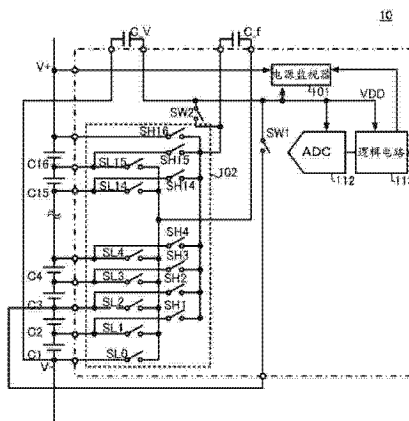 10
C_V
C_f
V+
电源监视器
101
SW2
VDD
SH16
SW1
C16
SL15
SH15
102
ADC
逻辑电路
C15
SL14
SH14
112
SL4
SH4
C4
SL3
SH3
C3
SL2
SH2
C2
SL1
SH1
C1
SL0
V-